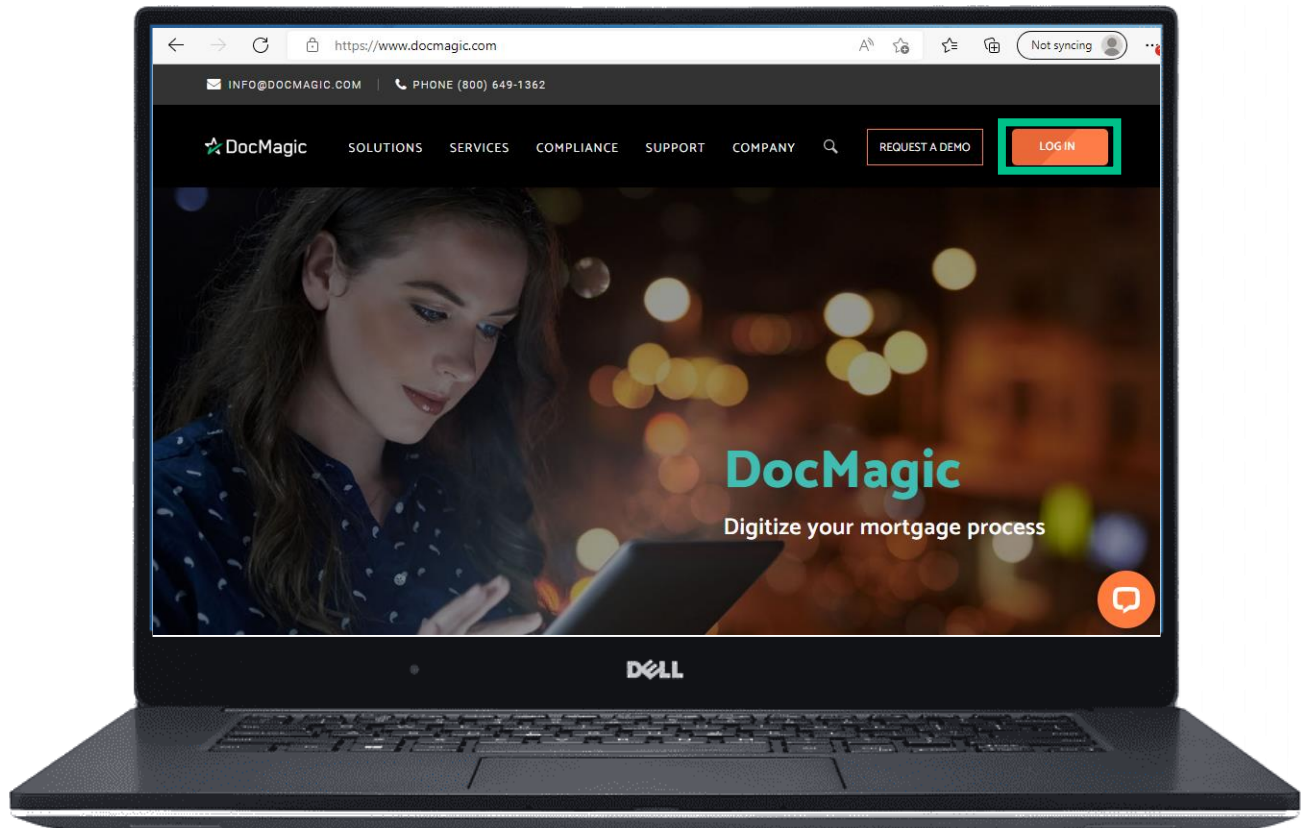 https://www.docmagic.com
Not syncing
INFO@DOCMAGIC.COM | PHONE (800) 649-1362
DocMagic SOLUTIONS SERVICES COMPLIANCE SUPPORT COMPANY REQUEST A DEMO LOG IN
DocMagic
Digitize your mortgage process
DELL